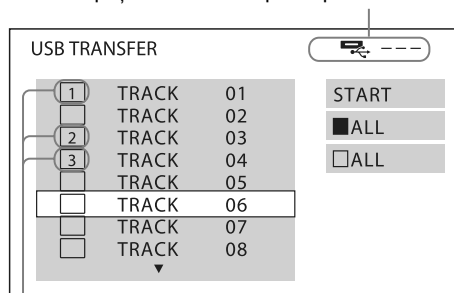 USB TRANSFER ---
1 TRACK 01
TRACK 02
2 TRACK 03
3 TRACK 04
TRACK 05
TRACK 06
TRACK 07
TRACK 08
START
ALL
ALL